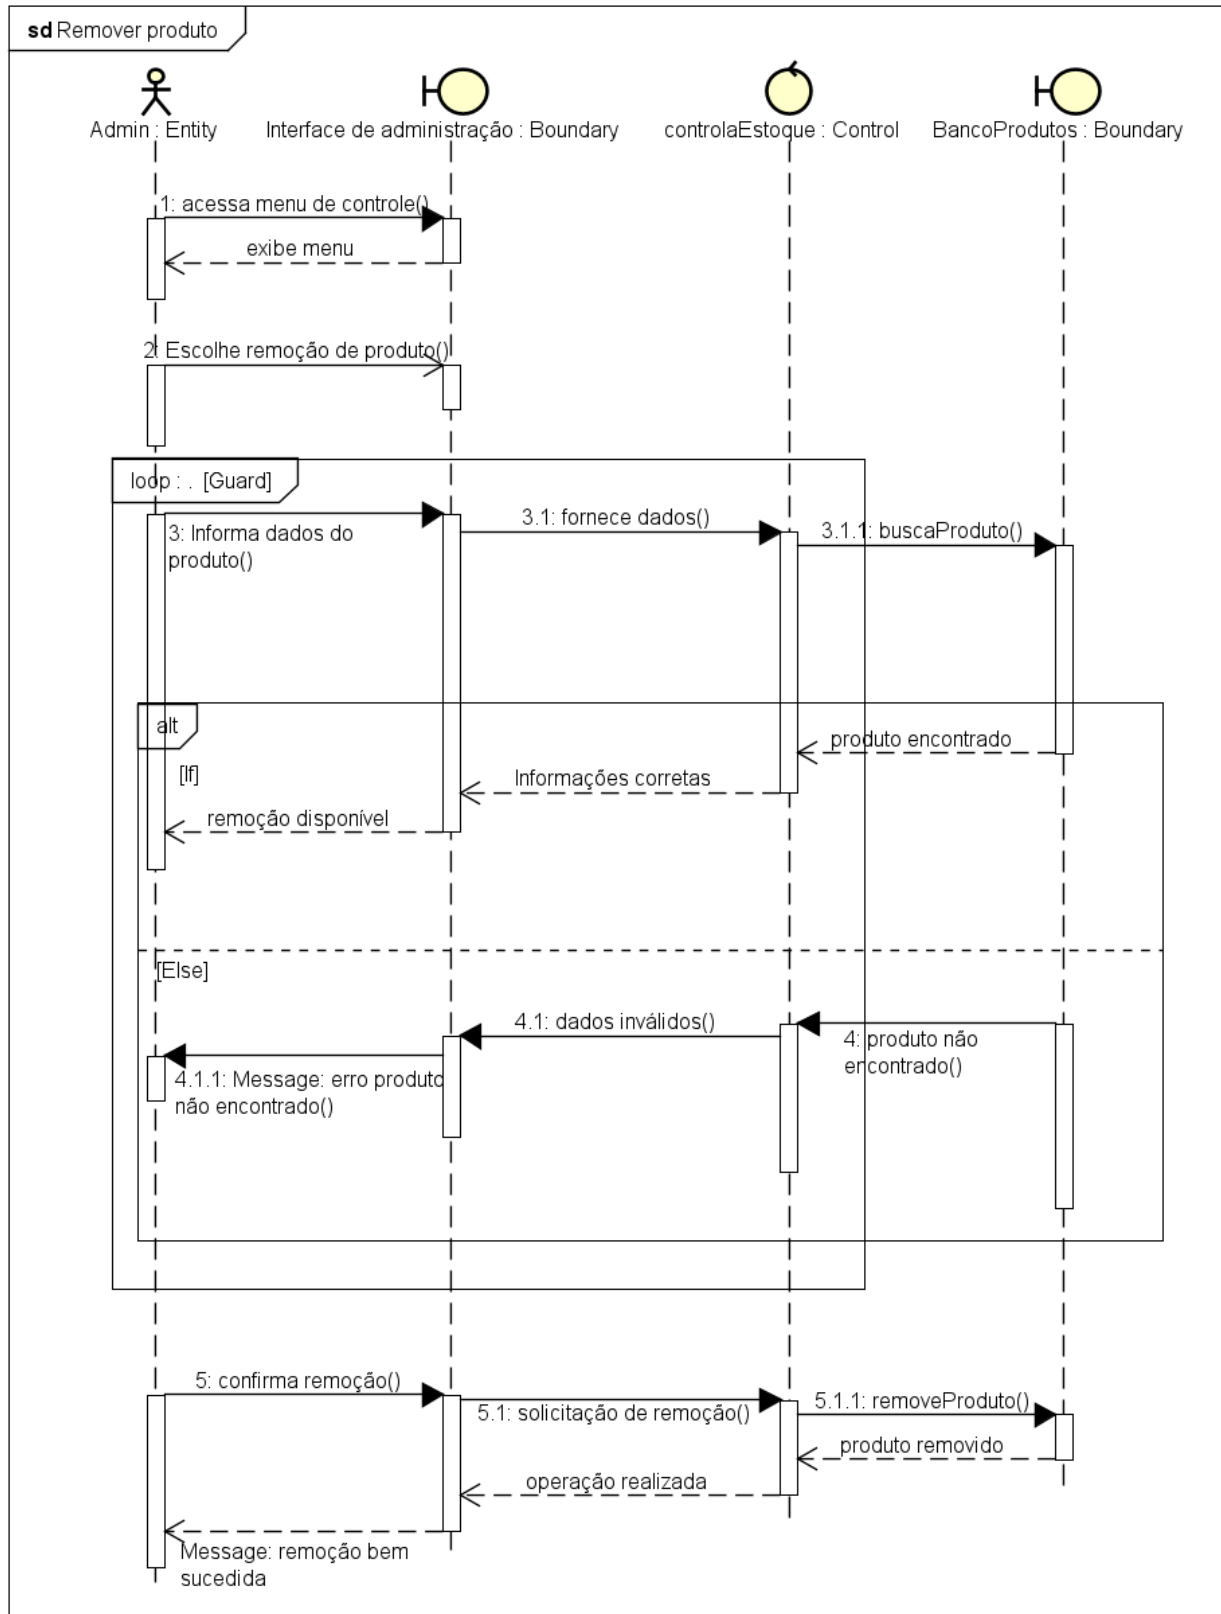 sd Remover produto
Admin : Entity
Interface de administração : Boundary
controlaEstoque : Control
BancoProdutos : Boundary
1: acessa menu de controle()
exibe menu
2: Escolhe remoção de produto()
loop : . [Guard]
3: Informa dados do
produto()
3.1: fornece dados()
3.1.1: buscaProduto()
alt
produto encontrado
[If]
Informações corretas
remoção disponível
[Else]
4.1: dados inválidos()
4: produto não
encontrado()
4.1.1: Message: erro produto
não encontrado()
5: confirma remoção()
5.1: solicitação de remoção()
5.1.1: removeProduto()
produto removido
operação realizada
Message: remoção bem
sucedida